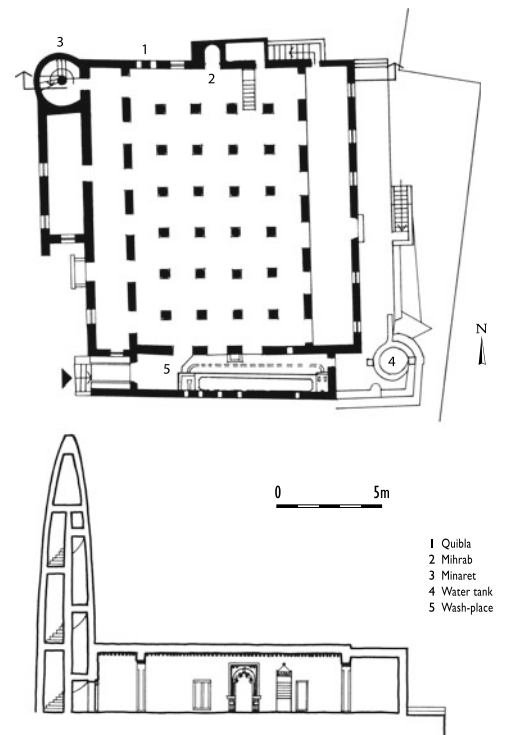 3
1
2
N
4
5
0 5m
1 Quibla
2 Mihrab
3 Minaret
4 Water tank
5 Wash-place